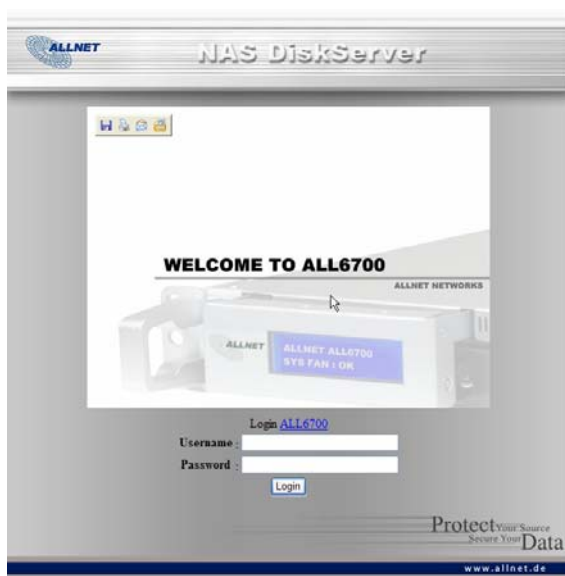 ALLNET
NAS DiskServer
WELCOME TO ALL6700
ALLNET NETWORKS
ALLNET
ALLNET ALL6700
SYS FAN : OK
Login ALL6700
Username :
Password :
Login
Protect Your Source
Secure Your Data
www.allnet.de